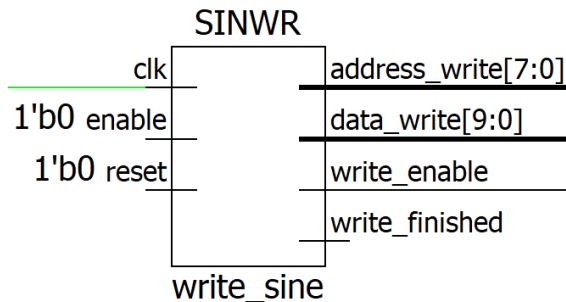 SINWR
clk address_write[7:0]
1'b0 enable data_write[9:0]
1'b0 reset write_enable
write_finished
write_sine